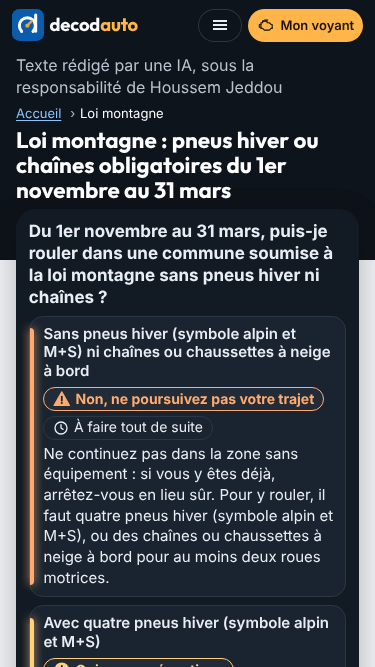 decodauto
Mon voyant
Texte rédigé par une IA, sous la
responsabilité de Houssem Jeddou
Accueil › Loi montagne
Loi montagne : pneus hiver ou
chaînes obligatoires du 1er
novembre au 31 mars
Du 1er novembre au 31 mars, puis-je
rouler dans une commune soumise à
la loi montagne sans pneus hiver ni
chaînes ?
Sans pneus hiver (symbole alpin et
M+S) ni chaînes ou chaussettes à neige
à bord
Non, ne poursuivez pas votre trajet
À faire tout de suite
Ne continuez pas dans la zone sans
équipement : si vous y êtes déjà,
arrêtez-vous en lieu sûr. Pour y rouler, il
faut quatre pneus hiver (symbole alpin et
M+S), ou des chaînes ou chaussettes à
neige à bord pour au moins deux roues
motrices.
Avec quatre pneus hiver (symbole alpin
et M+S)